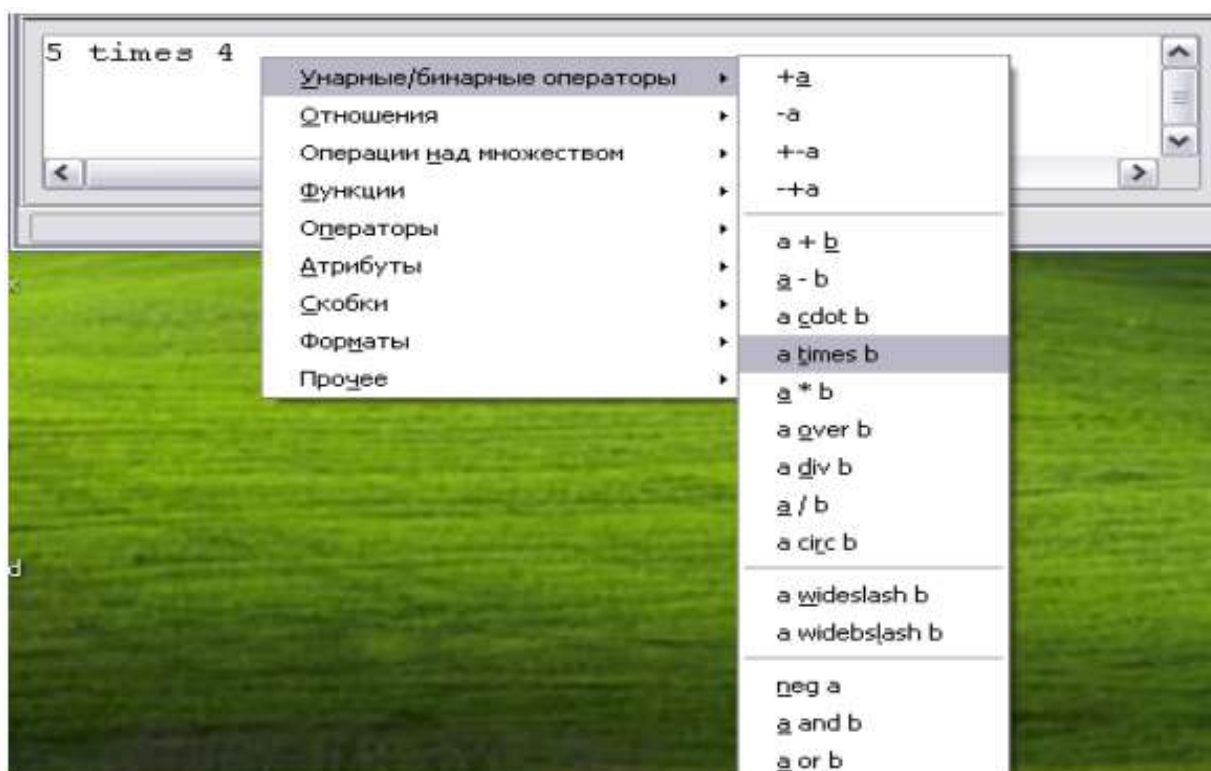 5 times 4
Унарные/бинарные операторы
Отношения
Операции над множеством
Функции
Операторы
Атрибуты
Скобки
Форматы
Прочее
+a
-a
+-a
-+a
a + b
a - b
a cdot b
a times b
a * b
a over b
a div b
a / b
a circ b
a wideslash b
a widebslash b
neg a
a and b
a or b